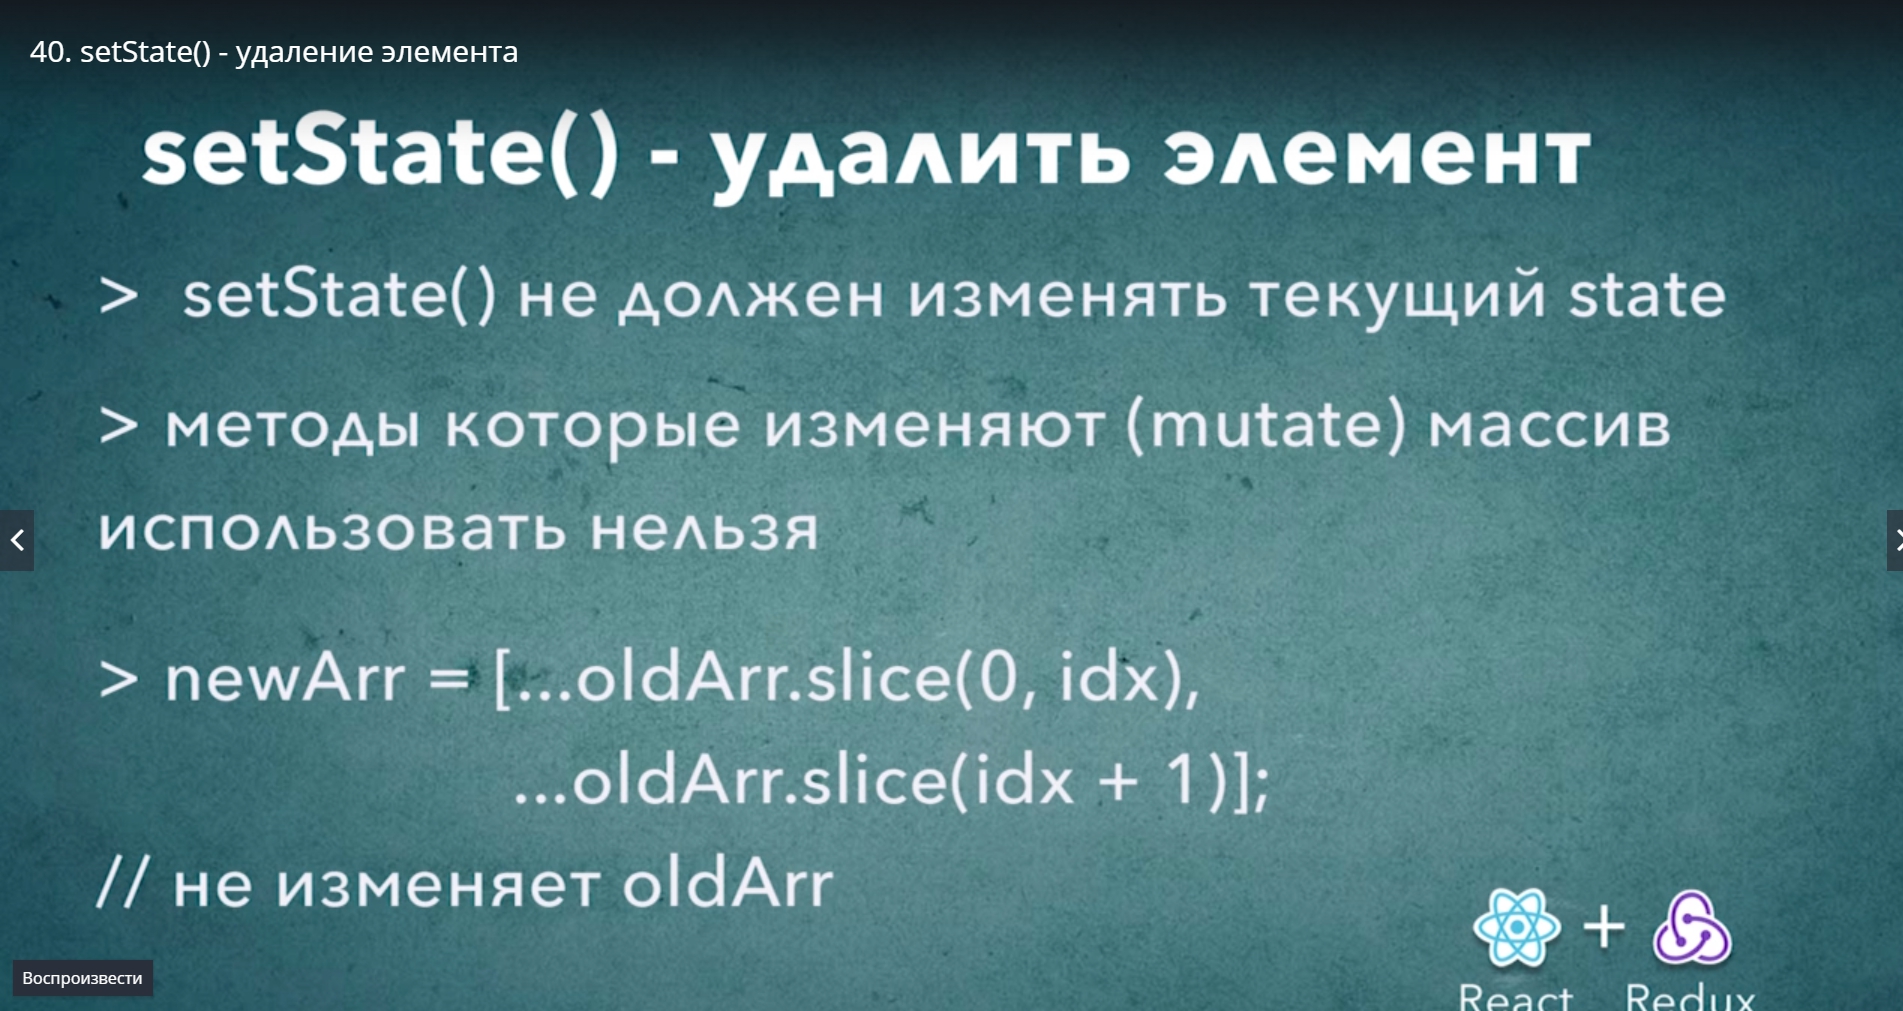 40. setState() - удаление элемента
setState() - удалить элемент
> setState() не должен изменять текущий state
> методы которые изменяют (mutate) массив
использовать нельзя
> newArr = [...oldArr.slice(0, idx),
...oldArr.slice(idx + 1)];
// не изменяет oldArr
+
React Redux
Воспроизвести